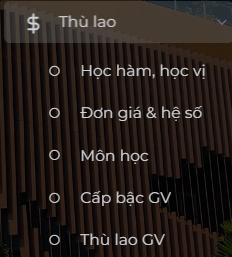 $ Thù lao
Học hàm, học vị
Đơn giá & hệ số
Môn học
Cấp bậc GV
Thù lao GV